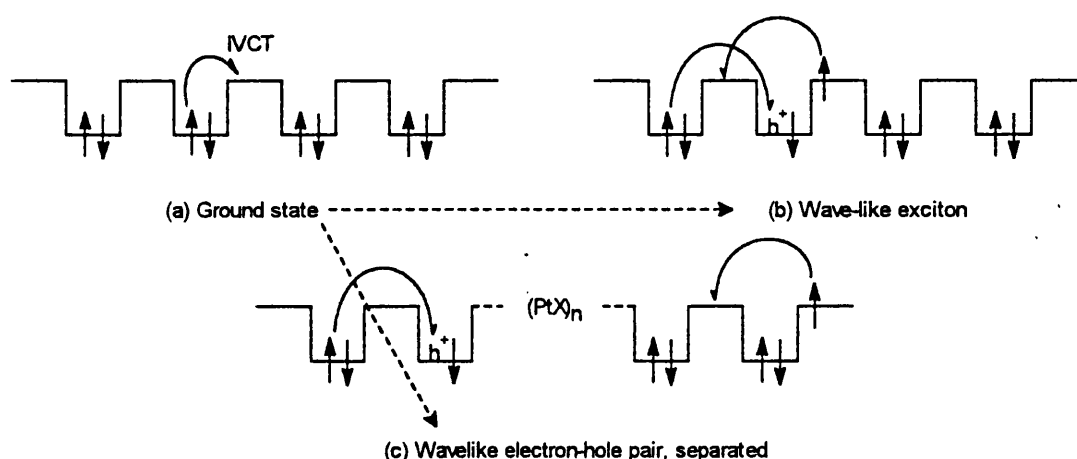 IVCT
h+
(a) Ground state
(b) Wave-like exciton
h+
(PtX)n
(c) Wavelike electron-hole pair, separated